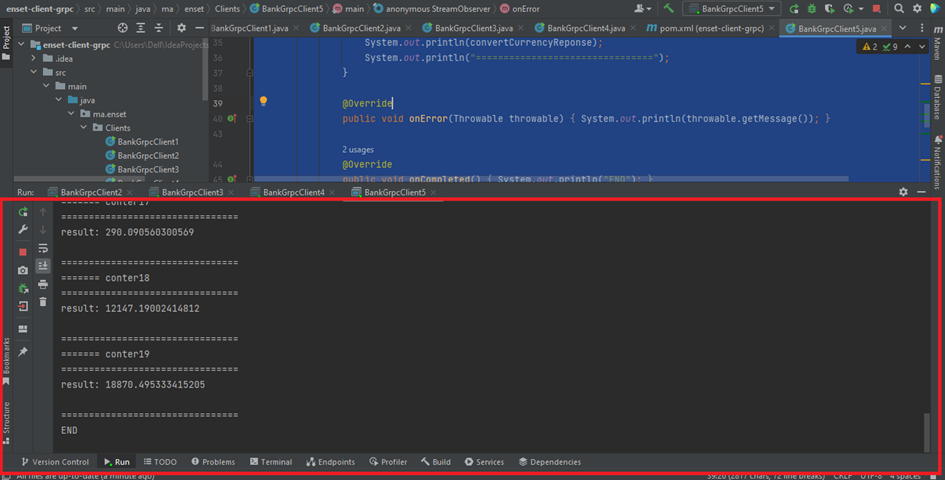 enset-client-grpc src main java ma enset Clients BankGrpcClient5 main anonymous StreamObserver onError BankGrpcClient5
Project
BankGrpcClient1.java BankGrpcClient2.java BankGrpcClient3.java BankGrpcClient4.java pom.xml (enset-client-grpc) BankGrpcClient5.java
enset-client-grpc C:\Users\Dell\IdeaProjects
.idea
src
main
java
ma.enset
Clients
BankGrpcClient1
BankGrpcClient2
BankGrpcClient3
35 System.out.println(convertCurrencyReponse);
36 System.out.println("===============================");
37 }
38
39 @Override
40 public void onError(Throwable throwable) { System.out.println(throwable.getMessage()); }
43
2 usages
44 @Override
45 public void onCompleted() { System.out.println("END"); }
2 9
Project
Maven
Database
Notifications
Run: BankGrpcClient2 BankGrpcClient3 BankGrpcClient4 BankGrpcClient5
======= conter17
================================
result: 290.090560300569
================================
======= conter18
================================
result: 12147.19002414812
================================
======= conter19
================================
result: 18870.495333415205
================================
END
Bookmarks
Structure
Version Control Run TODO Problems Terminal Endpoints Profiler Build Services Dependencies
All files are up-to-date (a minute ago) 39:20 (2817 chars, 72 line breaks) CRLF UTF-8 4 spaces